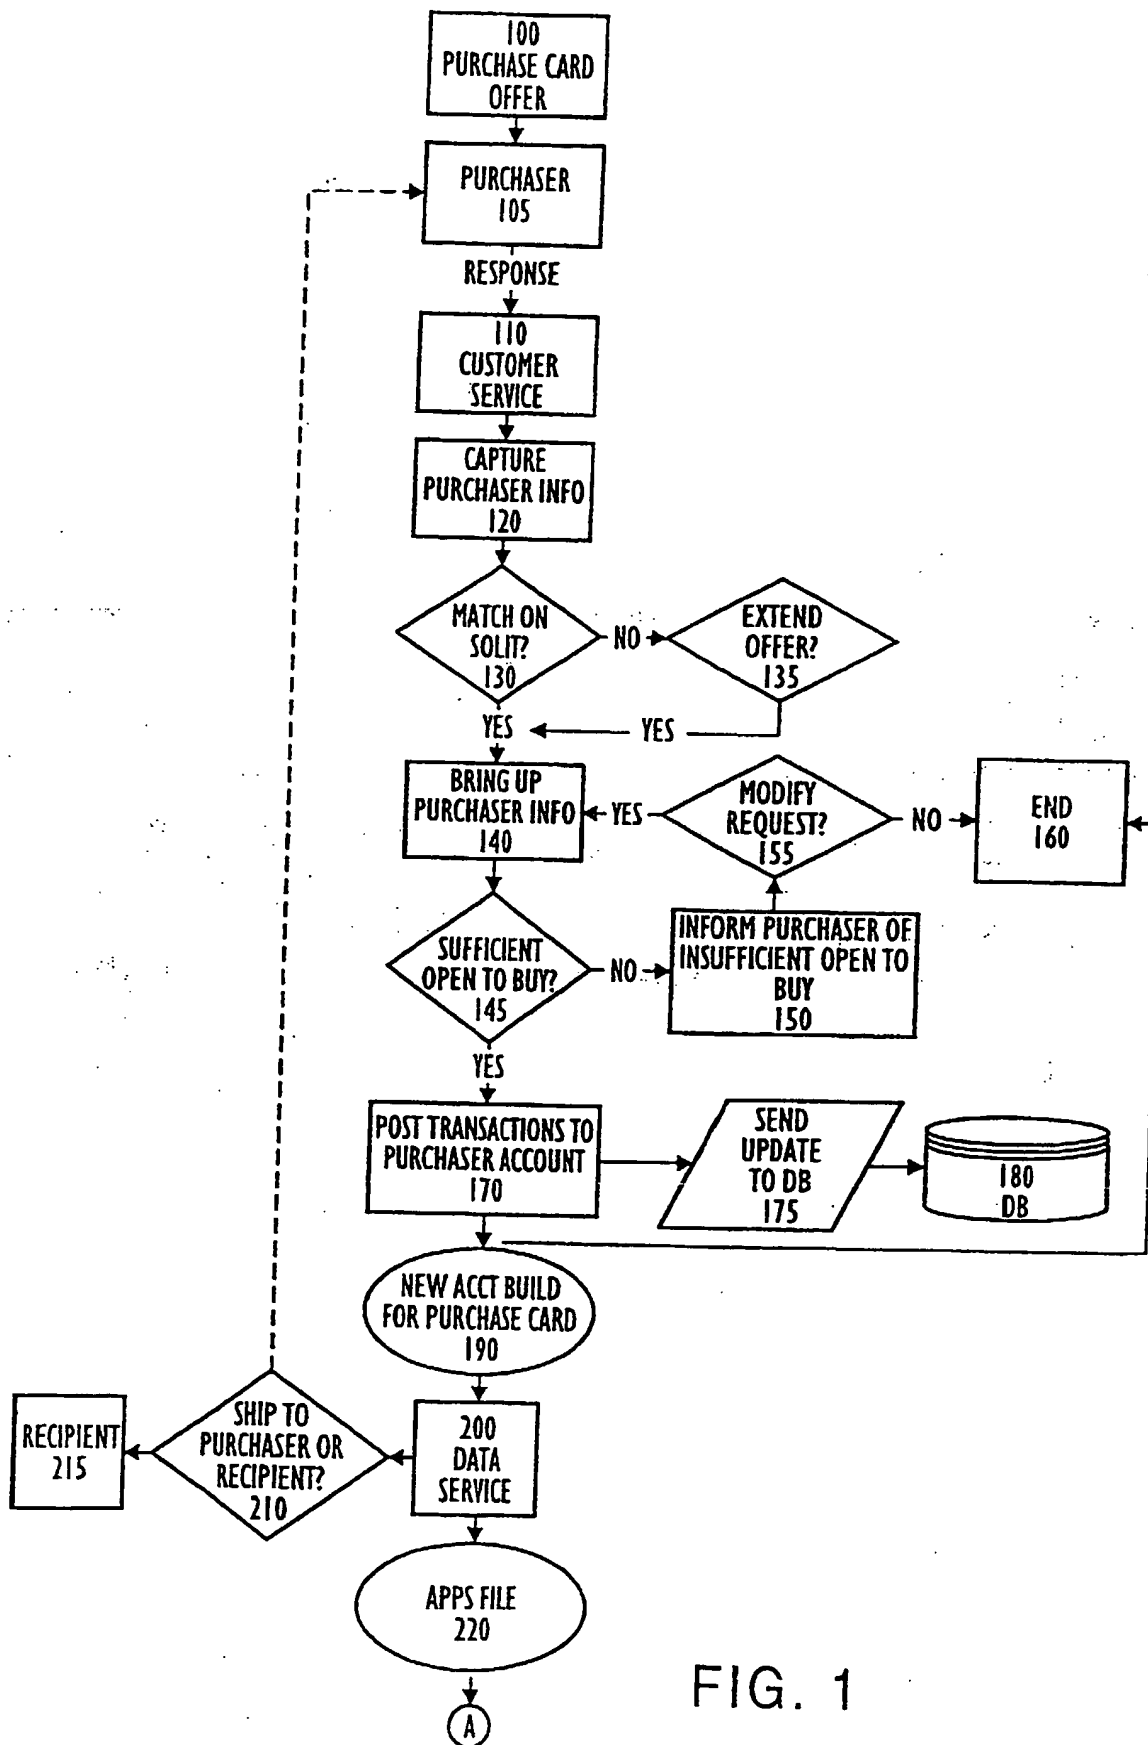 100
PURCHASE CARD
OFFER
PURCHASER
105
RESPONSE
110
CUSTOMER
SERVICE
CAPTURE
PURCHASER INFO
120
MATCH ON
SOLIT?
130
NO
EXTEND
OFFER?
135
YES
YES
BRING UP
PURCHASER INFO
140
YES
MODIFY
REQUEST?
155
NO
END
160
SUFFICIENT
OPEN TO BUY?
145
NO
INFORM PURCHASER OF
INSUFFICIENT OPEN TO
BUY
150
YES
POST TRANSACTIONS TO
PURCHASER ACCOUNT
170
SEND
UPDATE
TO DB
175
180
DB
NEW ACCT BUILD
FOR PURCHASE CARD
190
RECIPIENT
215
SHIP TO
PURCHASER OR
RECIPIENT?
210
200
DATA
SERVICE
APPS FILE
220
A
FIG. 1